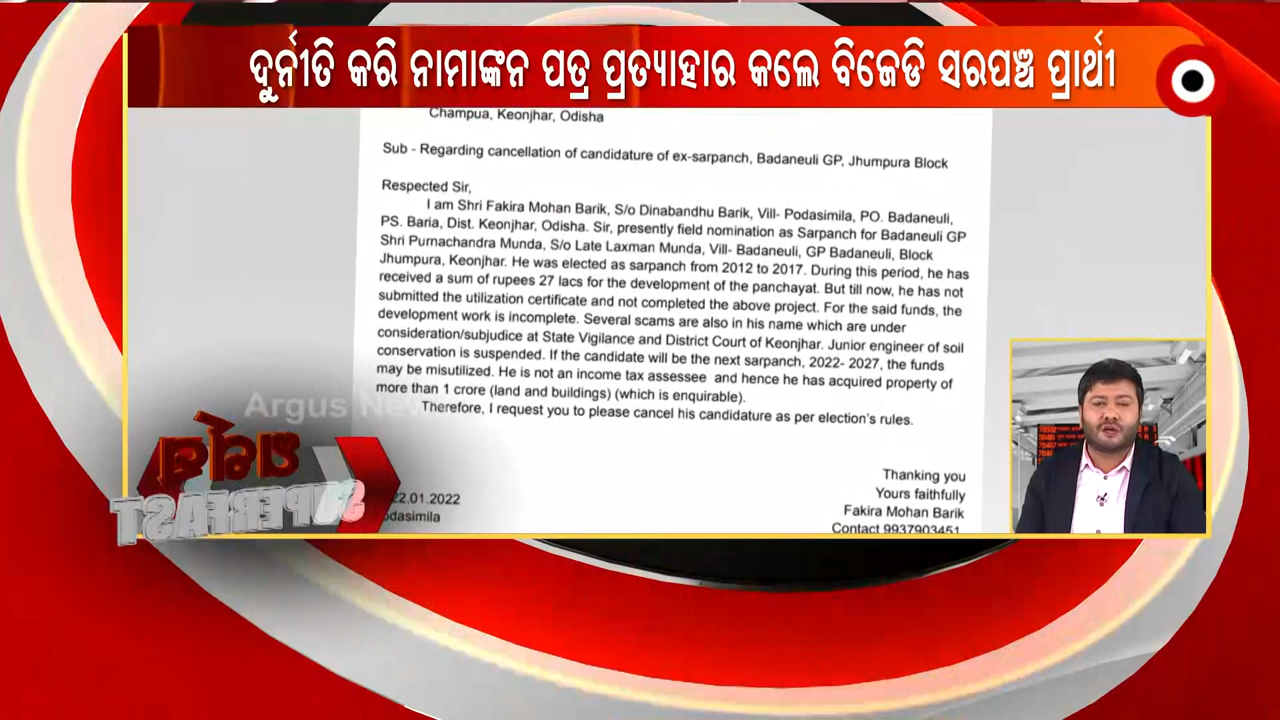 ଦୁର୍ନୀତି କରି ନାମାଙ୍କନ ପତ୍ର ପ୍ରତ୍ୟାହାର କଲେ ବିଜେଡି ସରପଞ୍ଚ ପ୍ରାର୍ଥୀ
Champua, Keonjhar, Odisha
Sub - Regarding cancellation of candidature of ex-sarpanch, Badaneuli GP, Jhumpura Block
Respected Sir,
I am Shri Fakira Mohan Barik, S/o Dinabandhu Barik, Vill- Podasimila, PO. Badaneuli,
PS. Baria, Dist. Keonjhar, Odisha. Sir, presently field nomination as Sarpanch for Badaneuli GP
Shri Purnachandra Munda, S/o Late Laxman Munda, Vill- Badaneuli, GP Badaneuli, Block
Jhumpura, Keonjhar. He was elected as sarpanch from 2012 to 2017. During this period, he has
received a sum of rupees 27 lacs for the development of the panchayat. But till now, he has not
submitted the utilization certificate and not completed the above project. For the said funds, the
development work is incomplete. Several scams are also in his name which are under
consideration/subjudice at State Vigilance and District Court of Keonjhar. Junior engineer of soil
conservation is suspended. If the candidate will be the next sarpanch, 2022- 2027, the funds
may be misutilized. He is not an income tax assessee and hence he has acquired property of
more than 1 crore (land and buildings) (which is enquirable).
Therefore, I request you to please cancel his candidature as per election's rules.
Argus
22.01.2022
Thanking you
Yours faithfully
Fakira Mohan Barik
Contact 9937903451
SUPERFAST